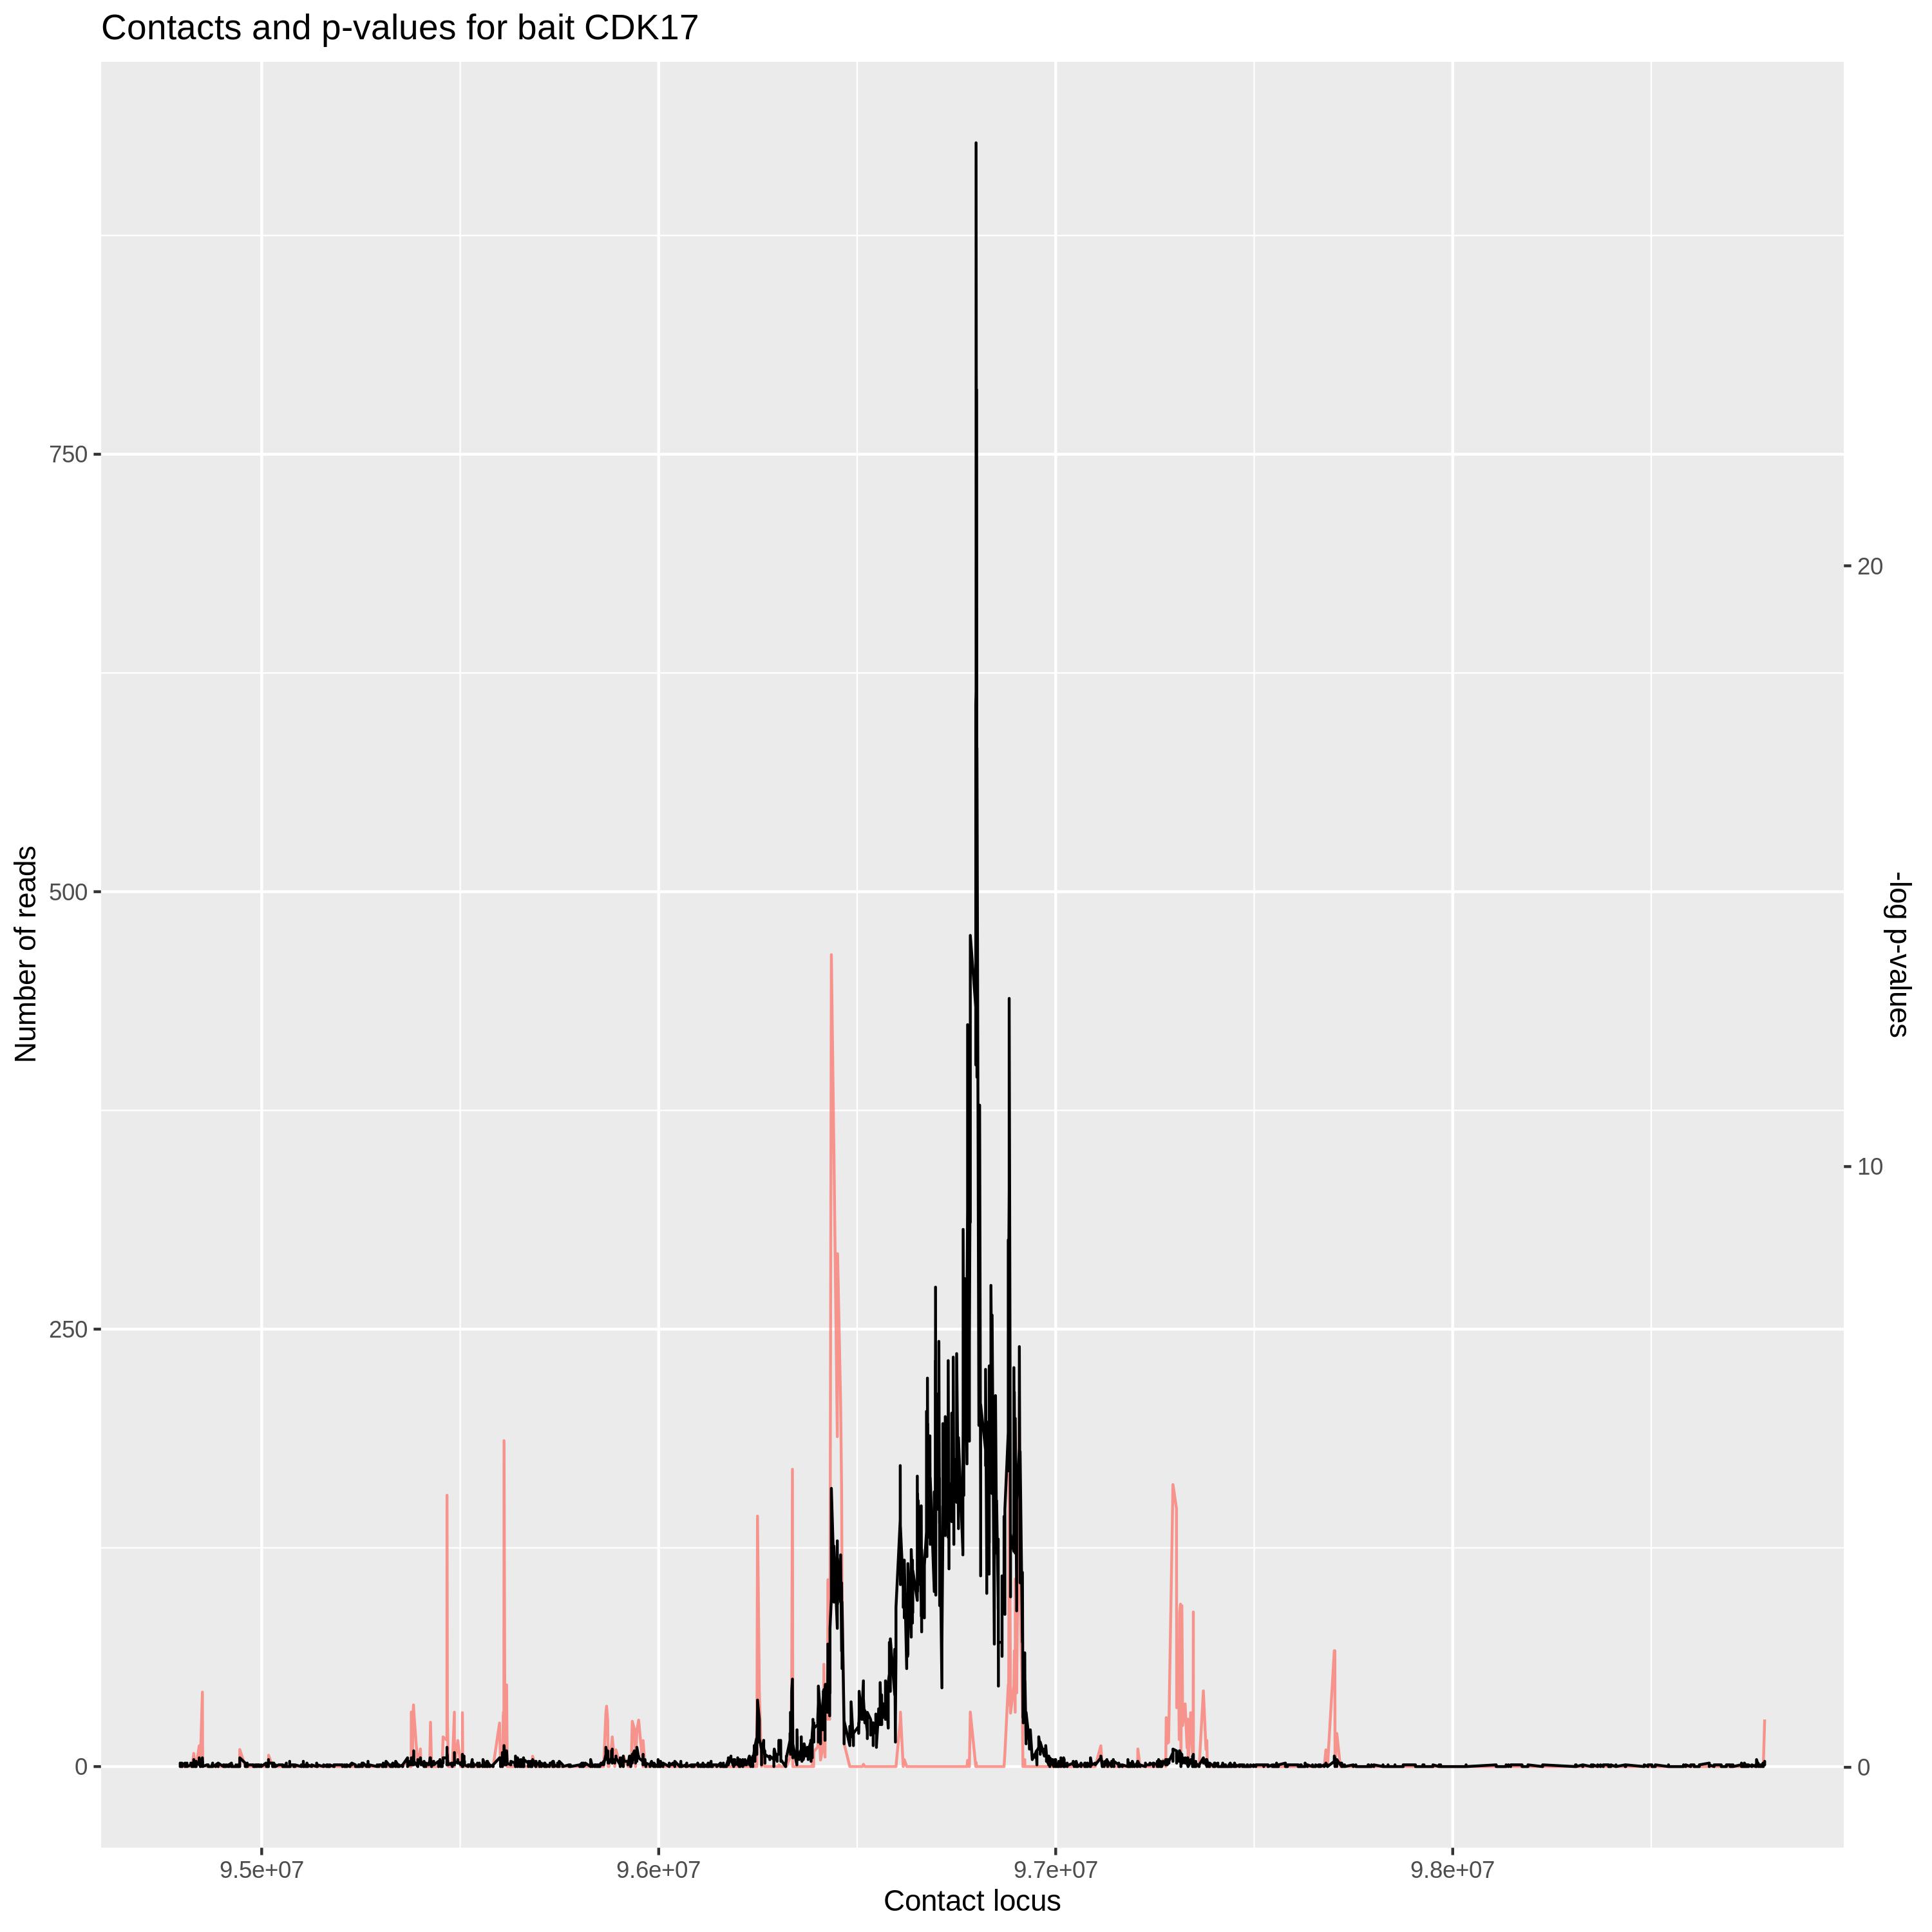 Contacts and p-values for bait CDK17
750
500
250
0
Number of reads
20
10
0
-log p-values
9.5e+07
9.6e+07
9.7e+07
9.8e+07
Contact locus